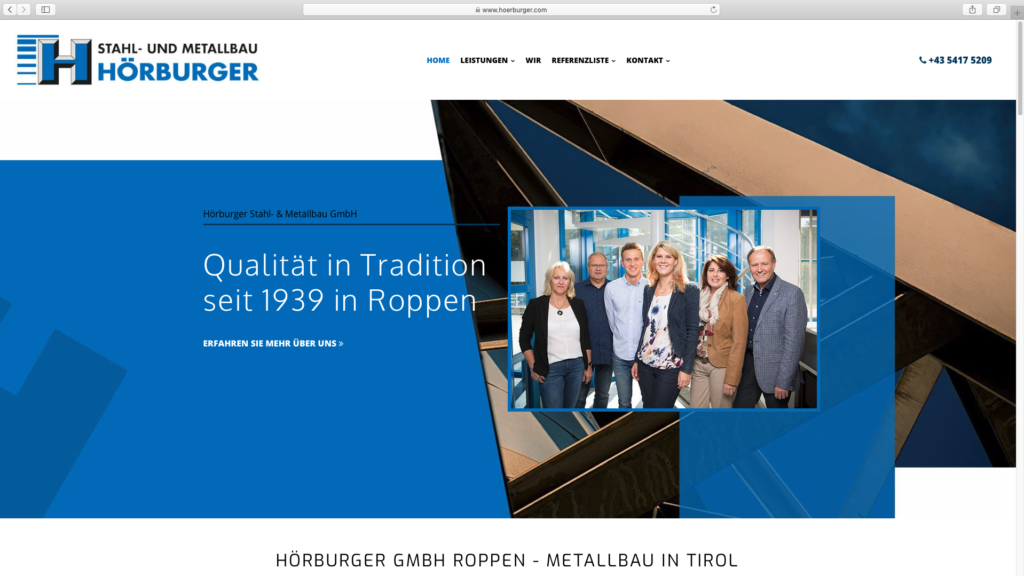 www.hoerburger.com
STAHL- UND METALLBAU
HÖRBURGER
HOME LEISTUNGEN WIR REFERENZLISTE KONTAKT
+43 5417 5209
Hörburger Stahl- & Metallbau GmbH
Qualität in Tradition
seit 1939 in Roppen
ERFAHREN SIE MEHR ÜBER UNS »
HÖRBURGER GMBH ROPPEN - METALLBAU IN TIROL